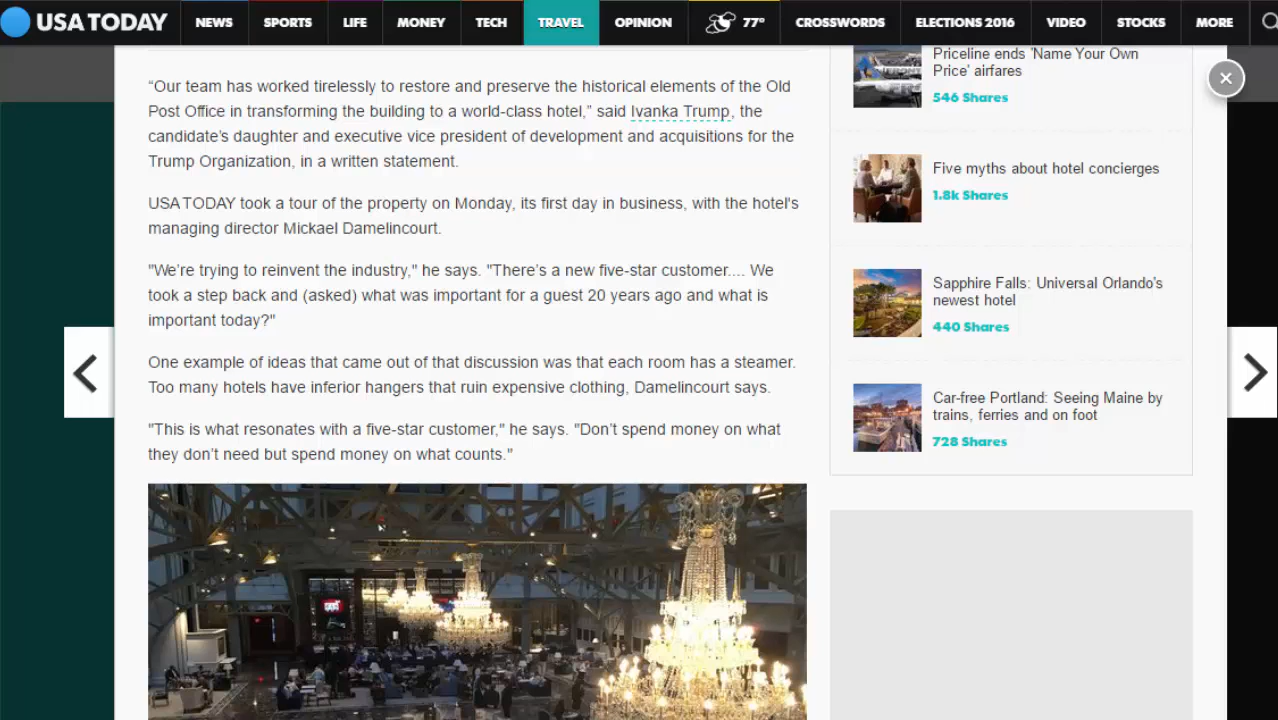 USA TODAY
NEWS SPORTS LIFE MONEY TECH TRAVEL OPINION 77° CROSSWORDS ELECTIONS 2016 VIDEO STOCKS MORE
“Our team has worked tirelessly to restore and preserve the historical elements of the Old
Post Office in transforming the building to a world-class hotel,” said Ivanka Trump, the
candidate’s daughter and executive vice president of development and acquisitions for the
Trump Organization, in a written statement.
USA TODAY took a tour of the property on Monday, its first day in business, with the hotel's
managing director Mickael Damelincourt.
"We’re trying to reinvent the industry," he says. "There’s a new five-star customer.... We
took a step back and (asked) what was important for a guest 20 years ago and what is
important today?"
One example of ideas that came out of that discussion was that each room has a steamer.
Too many hotels have inferior hangers that ruin expensive clothing, Damelincourt says.
"This is what resonates with a five-star customer," he says. "Don’t spend money on what
they don’t need but spend money on what counts."
Priceline ends 'Name Your Own
Price' airfares
546 Shares
Five myths about hotel concierges
1.8k Shares
Sapphire Falls: Universal Orlando's
newest hotel
440 Shares
Car-free Portland: Seeing Maine by
trains, ferries and on foot
728 Shares